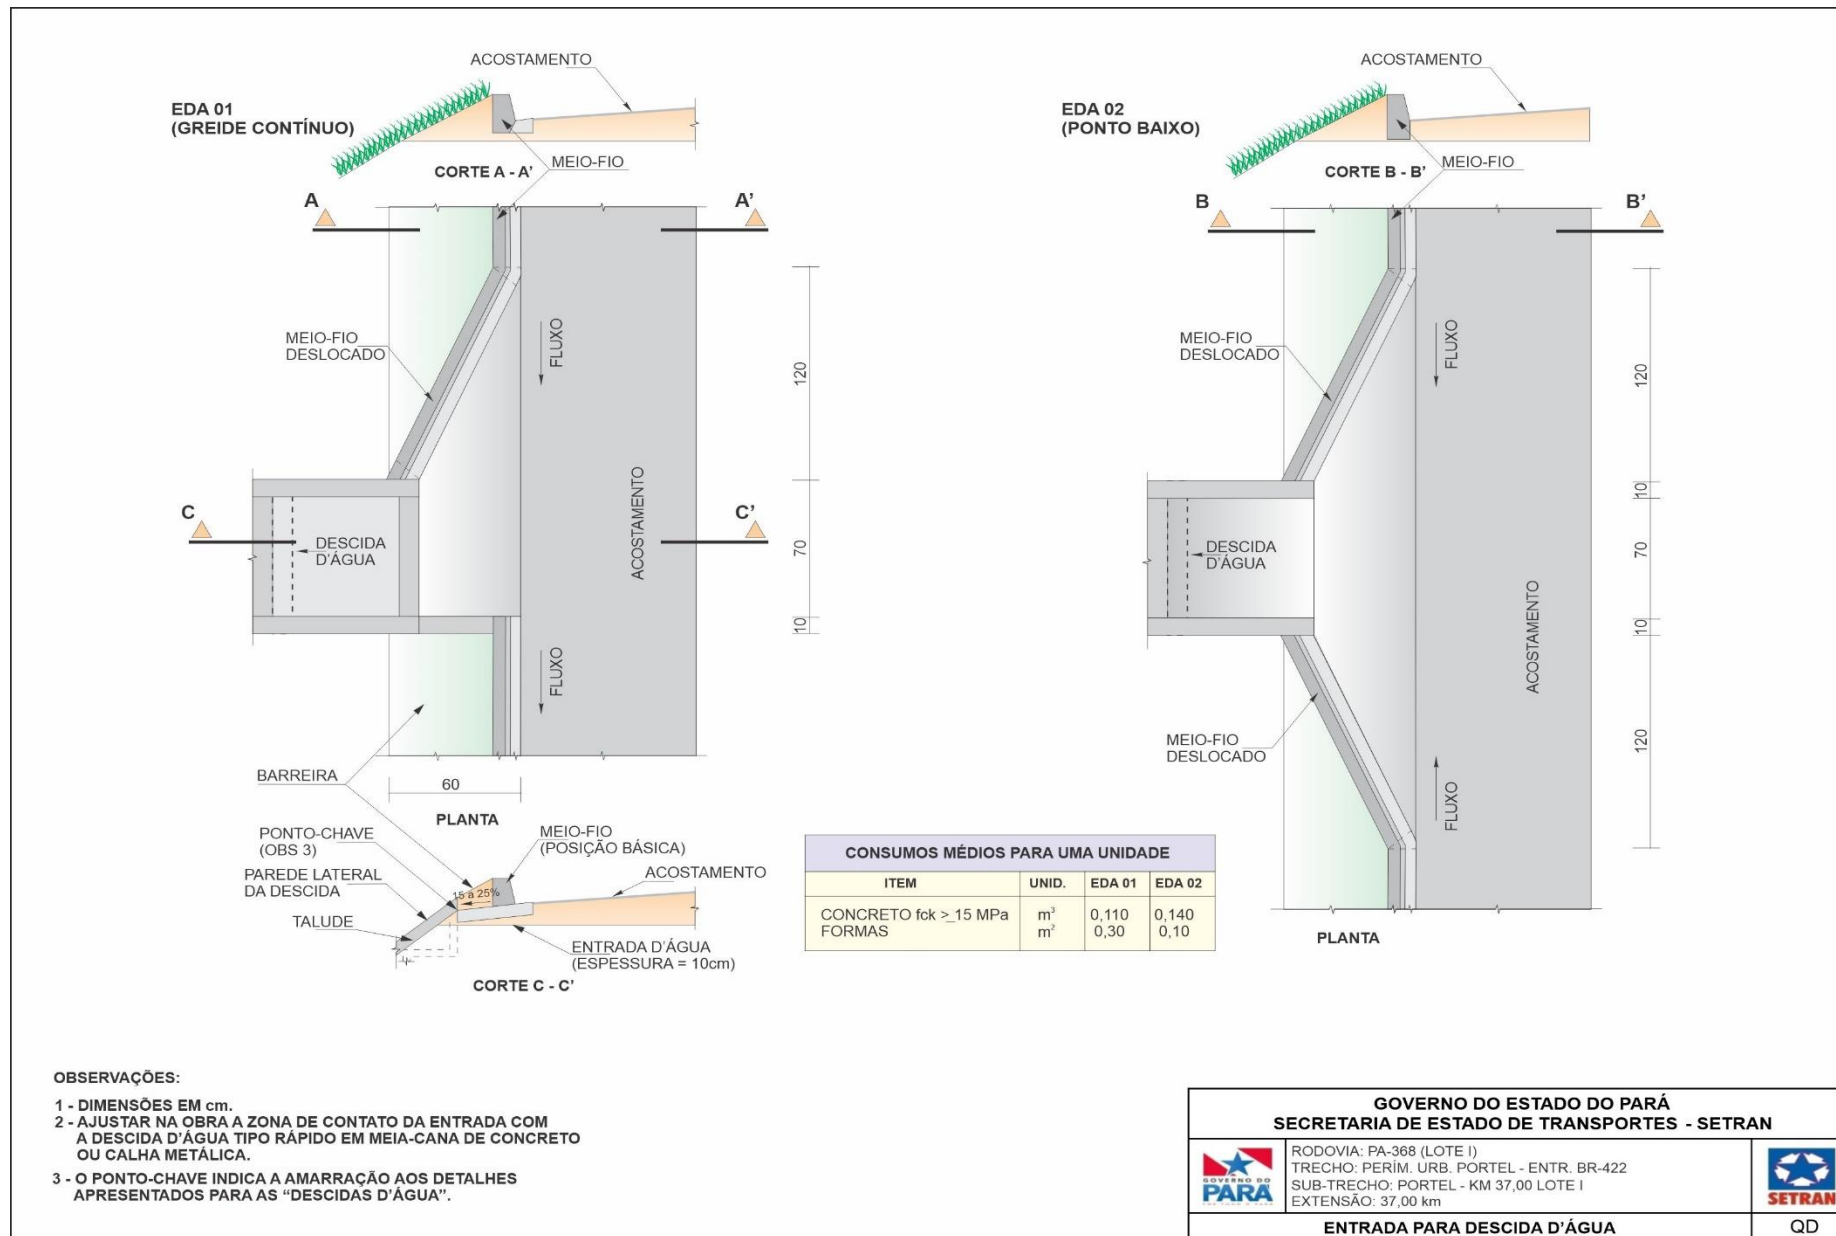 ACOSTAMENTO
EDA 01
(GREIDE CONTÍNUO)
CORTE A - A’
MEIO-FIO
A
A’
MEIO-FIO
DESLOCADO
FLUXO
120
C
C’
DESCIDA
D’ÁGUA
ACOSTAMENTO
70
10
FLUXO
BARREIRA
60
PLANTA
PONTO-CHAVE
(OBS 3)
MEIO-FIO
(POSIÇÃO BÁSICA)
PAREDE LATERAL
DA DESCIDA
15 a 25%
ACOSTAMENTO
TALUDE
ENTRADA D’ÁGUA
(ESPESSURA = 10cm)
CORTE C - C’
ACOSTAMENTO
EDA 02
(PONTO BAIXO)
CORTE B - B’
MEIO-FIO
B
B’
MEIO-FIO
DESLOCADO
FLUXO
120
10
DESCIDA
D’ÁGUA
70
ACOSTAMENTO
10
MEIO-FIO
DESLOCADO
FLUXO
120
PLANTA
CONSUMOS MÉDIOS PARA UMA UNIDADE
ITEM UNID. EDA 01 EDA 02
CONCRETO fck >_15 MPa m³ 0,110 0,140
FORMAS m² 0,30 0,10
OBSERVAÇÕES:
1 - DIMENSÕES EM cm.
2 - AJUSTAR NA OBRA A ZONA DE CONTATO DA ENTRADA COM
A DESCIDA D’ÁGUA TIPO RÁPIDO EM MEIA-CANA DE CONCRETO
OU CALHA METÁLICA.
3 - O PONTO-CHAVE INDICA A AMARRAÇÃO AOS DETALHES
APRESENTADOS PARA AS “DESCIDAS D’ÁGUA”.
GOVERNO DO ESTADO DO PARÁ
SECRETARIA DE ESTADO DE TRANSPORTES - SETRAN
GOVERNO DO
PARÁ
RODOVIA: PA-368 (LOTE I)
TRECHO: PERÍM. URB. PORTEL - ENTR. BR-422
SUB-TRECHO: PORTEL - KM 37,00 LOTE I
EXTENSÃO: 37,00 km
SETRAN
ENTRADA PARA DESCIDA D’ÁGUA
QD